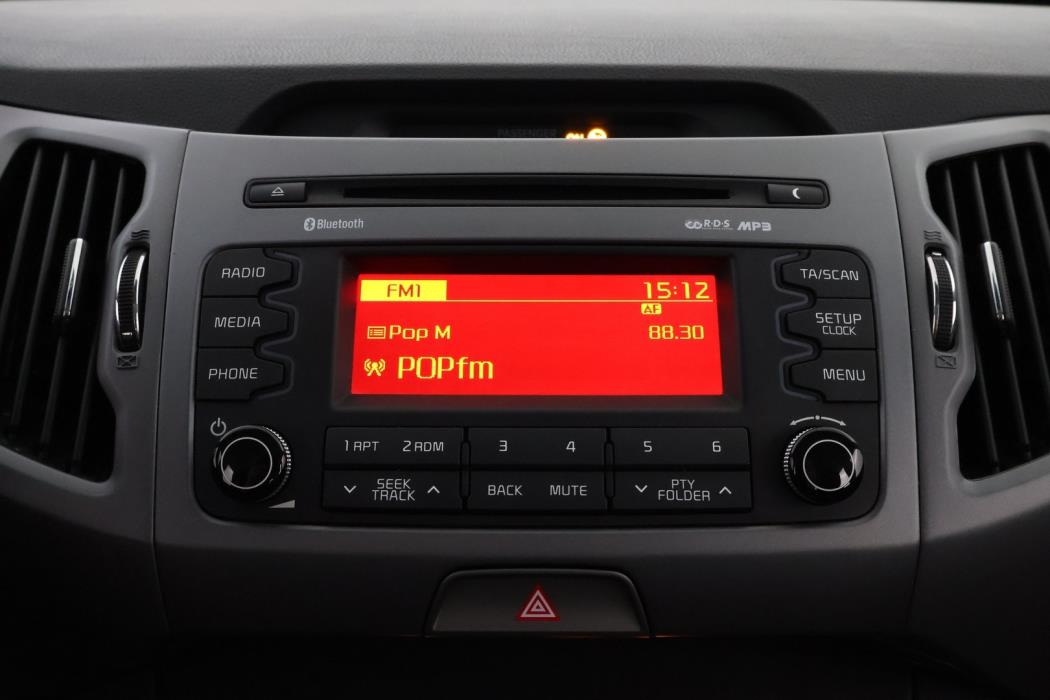 PASSENGER ON
Bluetooth
R·D·S MP3
RADIO
MEDIA
PHONE
FM1 15:12
AF
Pop M 88.30
POPfm
TA/SCAN
SETUP
CLOCK
MENU
1 RPT 2 RDM 3 4 5 6
SEEK
TRACK
BACK MUTE
PTY
FOLDER